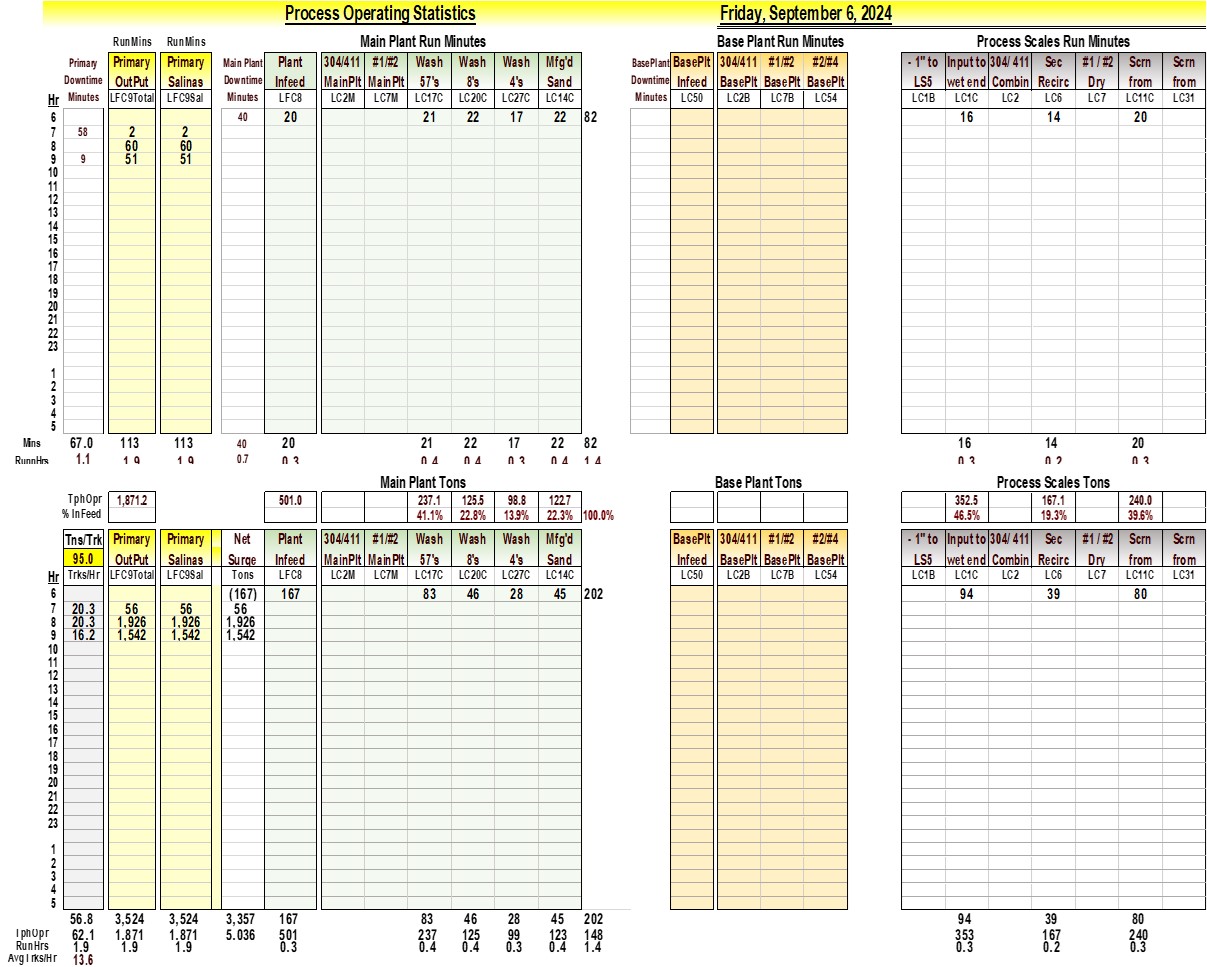 Process Operating Statistics Friday, September 6, 2024
RunMins RunMins Main Plant Run Minutes Base Plant Run Minutes Process Scales Run Minutes
Primary Primary Primary Main Plant Plant 304/411 #1/#2 Wash Wash Wash Mfg'd BasePlant BasePlt 304/411 #1/#2 #2/#4 - 1" to Input to 304/ 411 Sec #1 / #2 Scrn Scrn
Downtime OutPut Salinas Downtime Infeed MainPlt MainPlt 57's 8's 4's Sand Downtime Infeed BasePlt BasePlt BasePlt LS5 wet end Combin Recirc Dry from from
Hr Minutes LFC9Total LFC9Sal Minutes LFC8 LC2M LC7M LC17C LC20C LC27C LC14C Minutes LC50 LC2B LC7B LC54 LC1B LC1C LC2 LC6 LC7 LC11C LC31
6 40 20 21 22 17 22 82 16 14 20
7 58 2 2
8 60 60
9 9 51 51
10
11
12
13
14
15
16
17
18
19
20
21
22
23
1
2
3
4
5
Mins 67.0 113 113 40 20 21 22 17 22 82 16 14 20
RunnHrs 1.1 1.9 1.9 0.7 0.3 0.4 0.4 0.3 0.4 1.4 0.3 0.2 0.3
Main Plant Tons Base Plant Tons Process Scales Tons
TphOpr 1,871.2 501.0 237.1 125.5 98.8 122.7 352.5 167.1 240.0
% InFeed 41.1% 22.8% 13.9% 22.3% 100.0% 46.5% 19.3% 39.6%
Tns/Trk Primary Primary Net Plant 304/411 #1/#2 Wash Wash Wash Mfg'd BasePlt 304/411 #1/#2 #2/#4 - 1" to Input to 304/ 411 Sec #1 / #2 Scrn Scrn
95.0 OutPut Salinas Surge Infeed MainPlt MainPlt 57's 8's 4's Sand Infeed BasePlt BasePlt BasePlt LS5 wet end Combin Recirc Dry from from
Hr Trks/Hr LFC9Total LFC9Sal Tons LFC8 LC2M LC7M LC17C LC20C LC27C LC14C LC50 LC2B LC7B LC54 LC1B LC1C LC2 LC6 LC7 LC11C LC31
6 (167) 167 83 46 28 45 202 94 39 80
7 20.3 56 56 56
8 20.3 1,926 1,926 1,926
9 16.2 1,542 1,542 1,542
10
11
12
13
14
15
16
17
18
19
20
21
22
23
1
2
3
4
5
56.8 3,524 3,524 3,357 167 83 46 28 45 202 94 39 80
TphOpr 62.1 1,871 1,871 5.036 501 237 125 99 123 148 353 167 240
RunHrs 1.9 1.9 1.9 0.3 0.4 0.4 0.3 0.4 1.4 0.3 0.2 0.3
AvgTrks/Hr 13.6